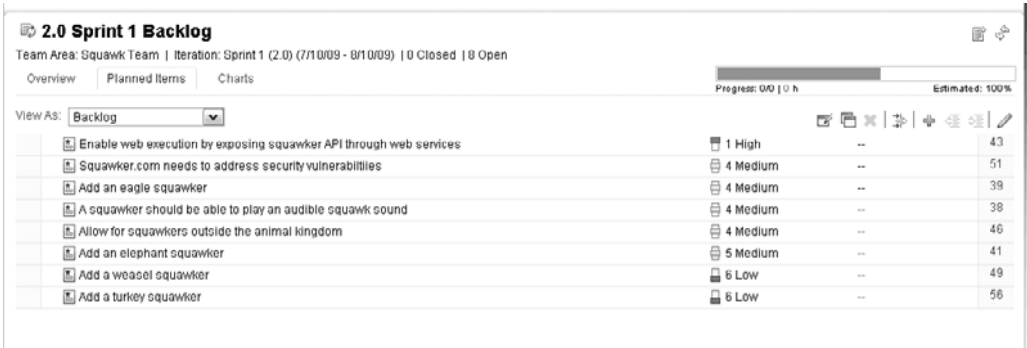 2.0 Sprint 1 Backlog
Team Area: Squawk Team | Iteration: Sprint 1 (2.0) (7/10/09 - 8/10/09) | 0 Closed | 8 Open
Overview Planned Items Charts
Progress: 0/0 | 0 h Estimated: 100%
View As: Backlog
Enable web execution by exposing squawker API through web services 1 High -- 43
Squawker.com needs to address security vulnerabiltiies 4 Medium -- 51
Add an eagle squawker 4 Medium -- 39
A squawker should be able to play an audible squawk sound 4 Medium -- 38
Allow for squawkers outside the animal kingdom 4 Medium -- 46
Add an elephant squawker 5 Medium -- 41
Add a weasel squawker 6 Low -- 49
Add a turkey squawker 6 Low -- 56